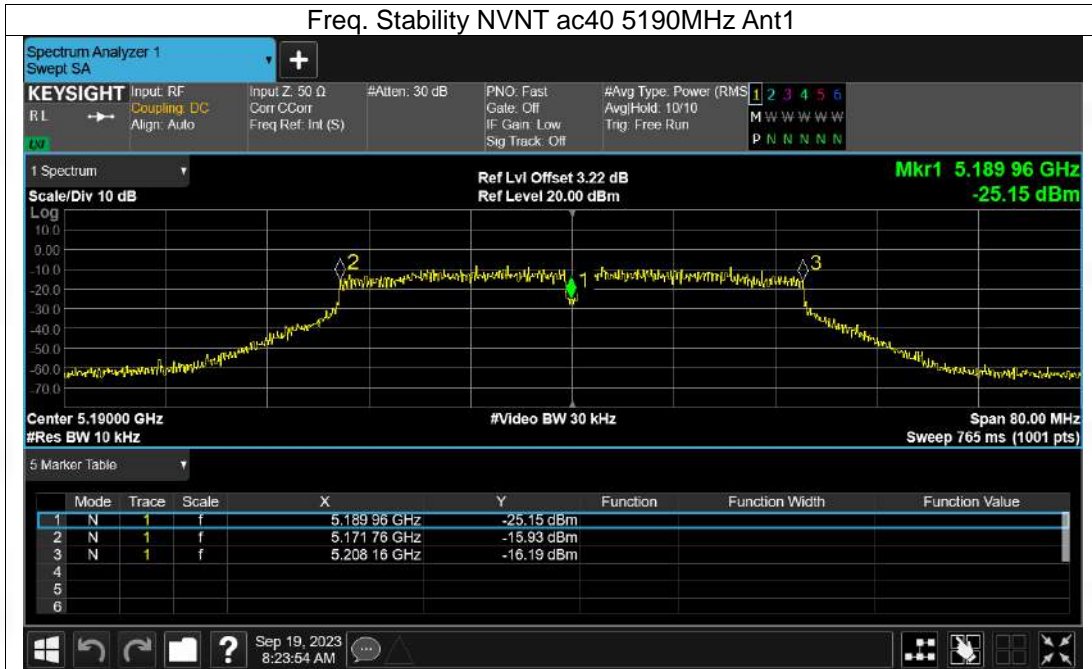 Freq. Stability NVNT ac40 5190MHz Ant1
Spectrum Analyzer 1
Swept SA
+
KEYSIGHT Input: RF Input Z: 50 Ω #Atten: 30 dB PNO: Fast #Avg Type: Power (RMS 1 2 3 4 5 6
R L Coupling: DC Corr CCorr Gate: Off Avg|Hold: 10/10 M W W W W W
Align: Auto Freq Ref: Int (S) IF Gain: Low Trig: Free Run
LXI Sig Track: Off P N N N N N
1 Spectrum Ref Lvl Offset 3.22 dB Mkr1 5.189 96 GHz
Scale/Div 10 dB Ref Level 20.00 dBm -25.15 dBm
Log
10.0
0.00
-10.0 2 3
-20.0 1
-30.0
-40.0
-50.0
-60.0
-70.0
Center 5.19000 GHz #Video BW 30 kHz Span 80.00 MHz
#Res BW 10 kHz Sweep 765 ms (1001 pts)
5 Marker Table
Mode Trace Scale X Y Function Function Width Function Value
1 N 1 f 5.189 96 GHz -25.15 dBm
2 N 1 f 5.171 76 GHz -15.93 dBm
3 N 1 f 5.208 16 GHz -16.19 dBm
4
5
6
? Sep 19, 2023
8:23:54 AM